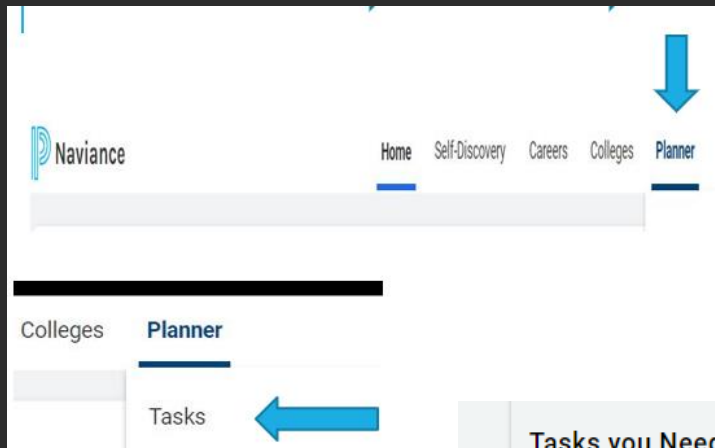 Naviance Home Self-Discovery Careers Colleges Planner
Colleges Planner
Tasks
Tasks you Need